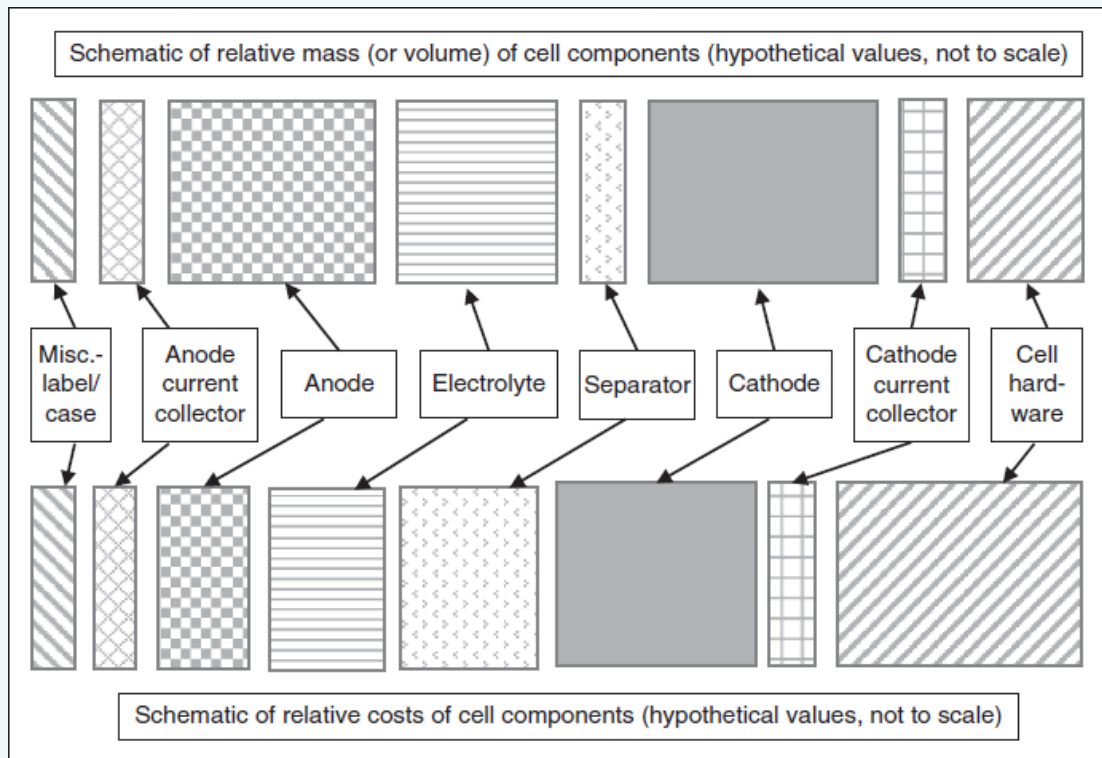 Schematic of relative mass (or volume) of cell components (hypothetical values, not to scale)
Misc.-
label/
case
Anode
current
collector
Anode
Electrolyte
Separator
Cathode
Cathode
current
collector
Cell
hard-
ware
Schematic of relative costs of cell components (hypothetical values, not to scale)